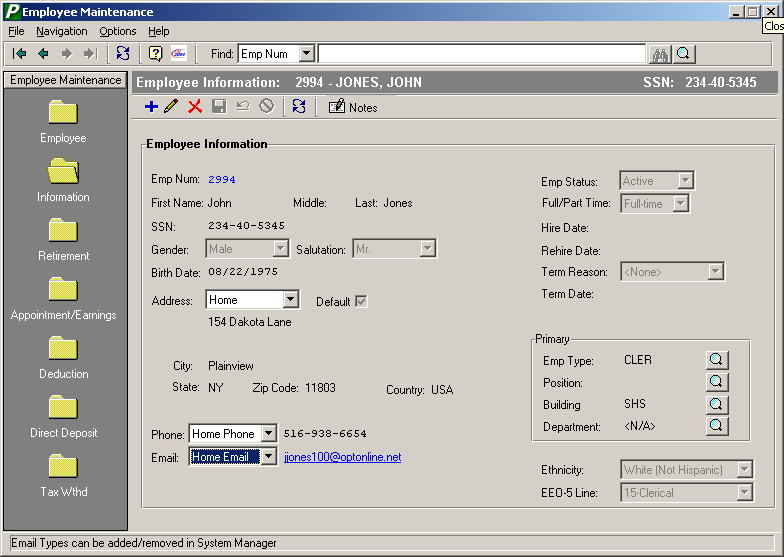 P Employee Maintenance
Clos
File Navigation Options Help
Find: Emp Num
Employee Maintenance
Employee Information: 2994 - JONES, JOHN SSN: 234-40-5345
Notes
Employee
Information
Retirement
Appointment/Earnings
Deduction
Direct Deposit
Tax Wthd
Employee Information
Emp Num: 2994
First Name: John Middle: Last: Jones
SSN: 234-40-5345
Gender: Male Salutation: Mr.
Birth Date: 08/22/1975
Address: Home Default
154 Dakota Lane
City: Plainview
State: NY Zip Code: 11803 Country: USA
Phone: Home Phone 516-938-6654
Email: Home Email jjones100@optonline.net
Emp Status: Active
Full/Part Time: Full-time
Hire Date:
Rehire Date:
Term Reason: <None>
Term Date:
Primary
Emp Type: CLER
Position:
Building SHS
Department: <N/A>
Ethnicity: White (Not Hispanic)
EEO-5 Line: 15-Clerical
Email Types can be added/removed in System Manager